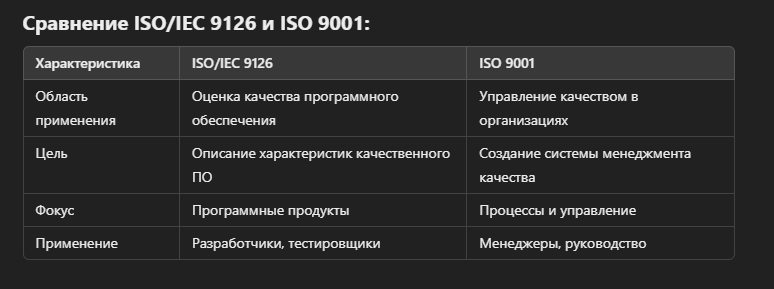 Сравнение ISO/IEC 9126 и ISO 9001:
Характеристика ISO/IEC 9126 ISO 9001
Область Оценка качества программного Управление качеством в
применения обеспечения организациях
Цель Описание характеристик качественного Создание системы менеджмента
ПО качества
Фокус Программные продукты Процессы и управление
Применение Разработчики, тестировщики Менеджеры, руководство